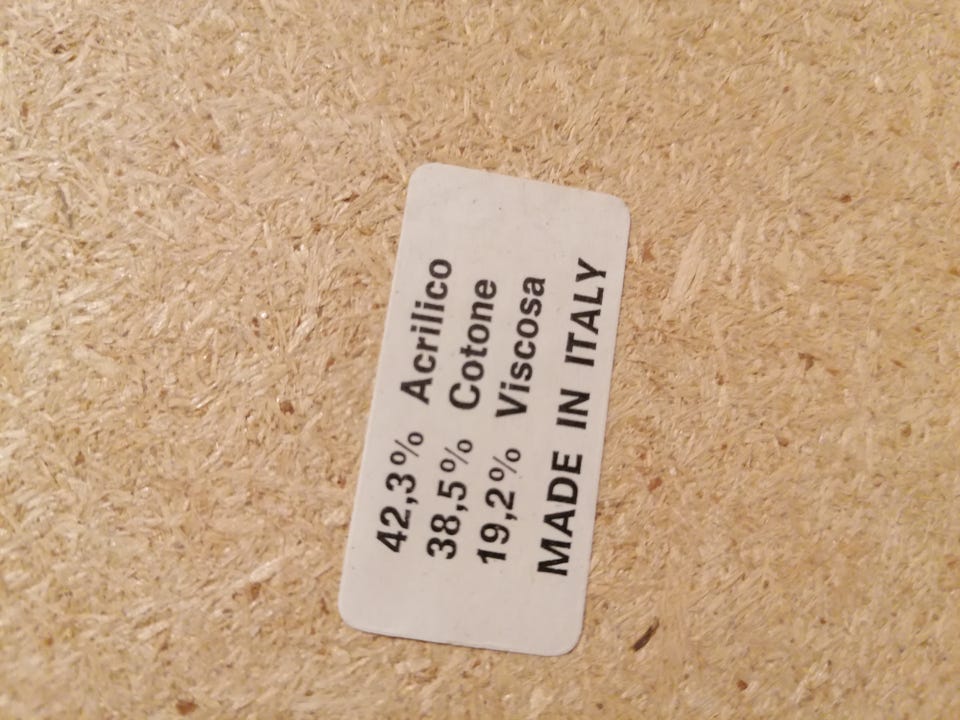 42,3% Acrilico
38,5% Cotone
19,2% Viscosa
MADE IN ITALY